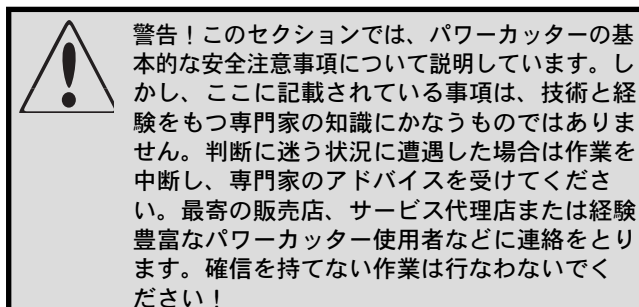 警告！このセクションでは、パワーカッターの基
本的な安全注意事項について説明しています。し
かし、ここに記載されている事項は、技術と経
験をもつ専門家の知識にかなうものではありま
せん。判断に迷う状況に遭遇した場合は作業を
中断し、専門家のアドバイスを受けてくださ
い。最寄の販売店、サービス代理店または経験
豊富なパワーカッター使用者などに連絡をとり
ます。確信を持てない作業は行なわないでく
ださい！